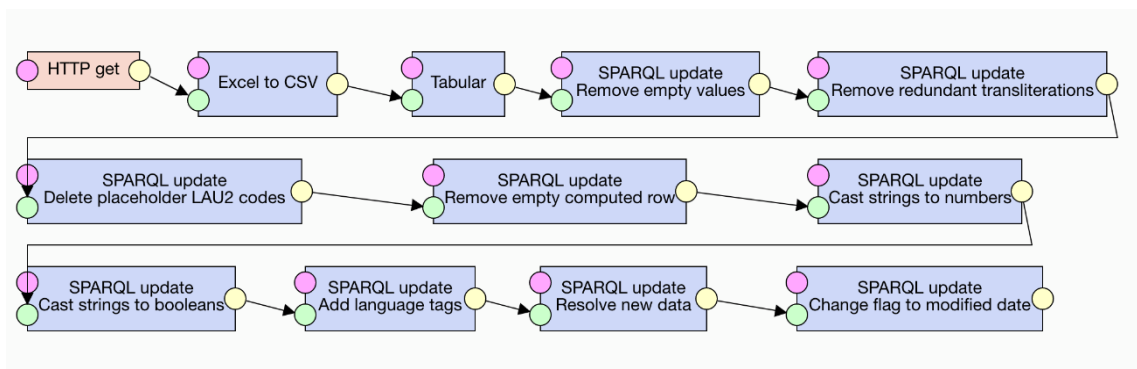 HTTP get
Excel to CSV
Tabular
SPARQL update
Remove empty values
SPARQL update
Remove redundant transliterations
SPARQL update
Delete placeholder LAU2 codes
SPARQL update
Remove empty computed row
SPARQL update
Cast strings to numbers
SPARQL update
Cast strings to booleans
SPARQL update
Add language tags
SPARQL update
Resolve new data
SPARQL update
Change flag to modified date